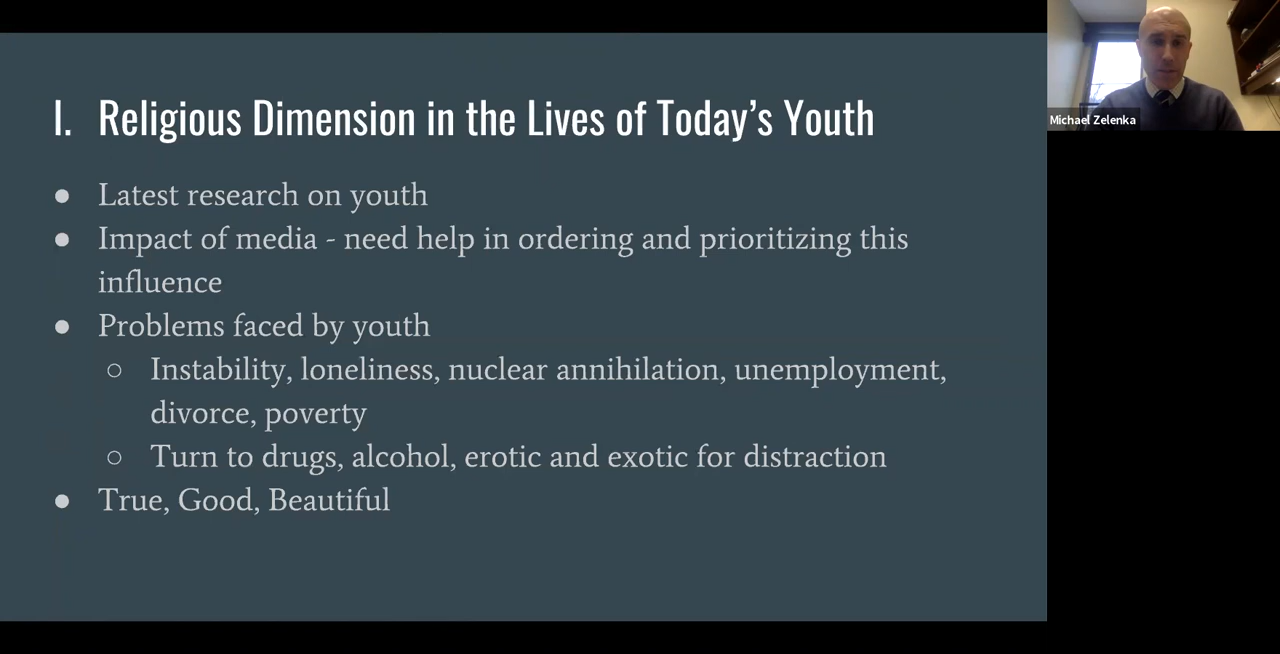 I. Religious Dimension in the Lives of Today’s Youth
● Latest research on youth
● Impact of media - need help in ordering and prioritizing this
influence
● Problems faced by youth
○ Instability, loneliness, nuclear annihilation, unemployment,
divorce, poverty
○ Turn to drugs, alcohol, erotic and exotic for distraction
● True, Good, Beautiful
Michael Zelenka